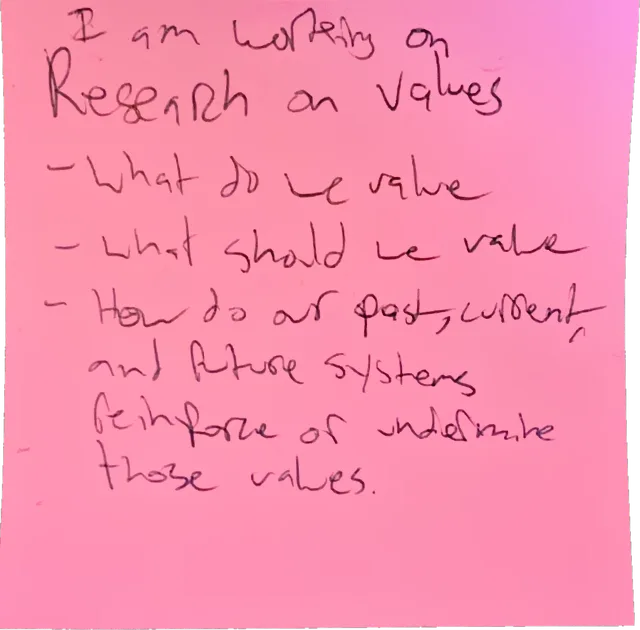 I am working on
Research on values
- What do we value
- What should we value
- How do our past, current,
and future systems
reinforce or undermine
those values.